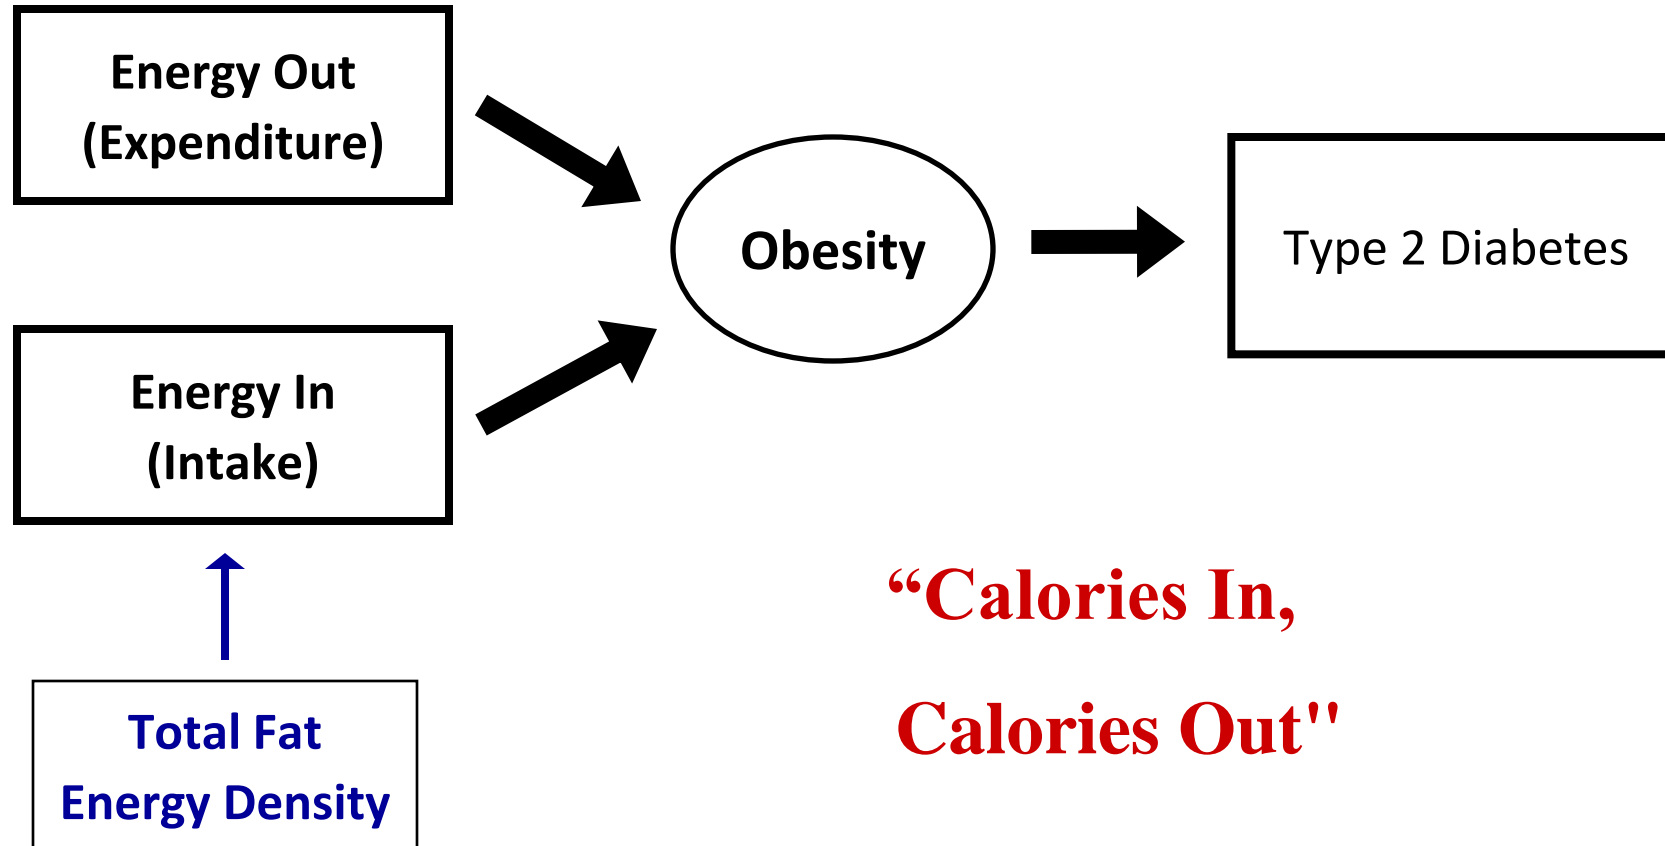 Energy Out
(Expenditure)
Obesity
Type 2 Diabetes
Energy In
(Intake)
“Calories In,
Calories Out"
Total Fat
Energy Density